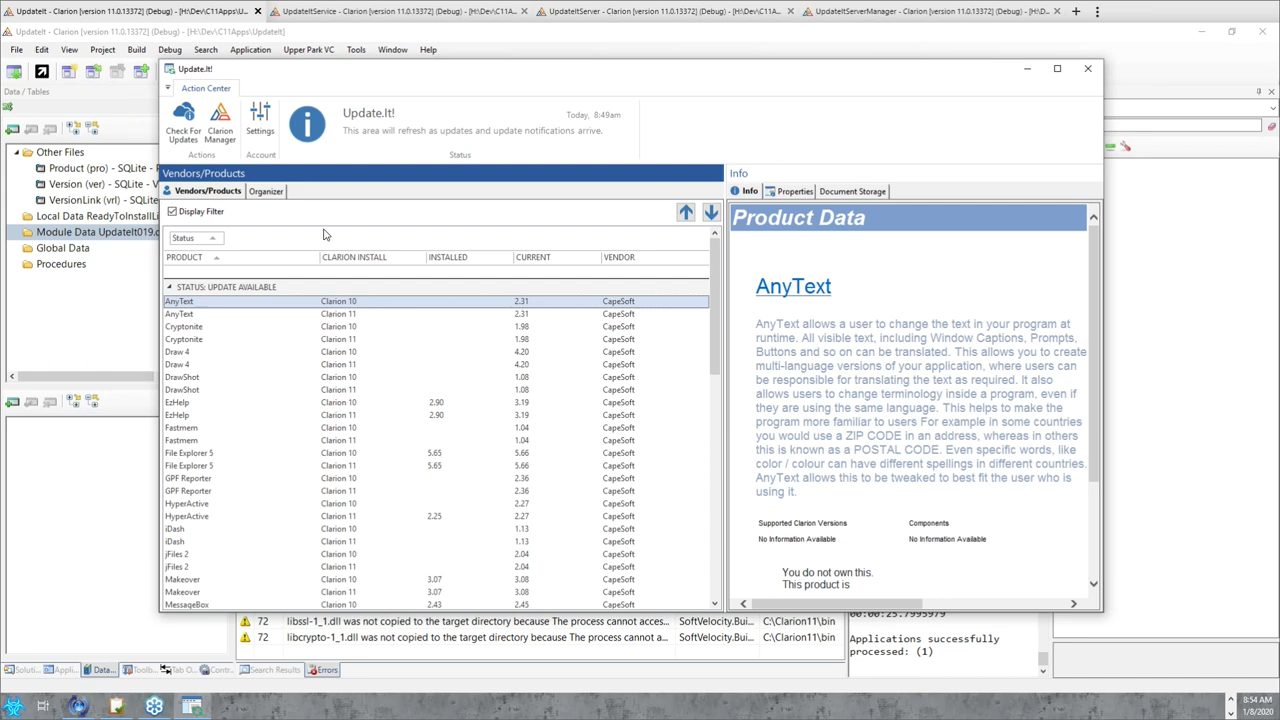 UpdateIt - Clarion [version 11.0.13372] (Debug) - [H:\Dev\C11Apps\UpdateIt] UpdateItService - Clarion [version 11.0.13372] (Debug) - [H:\Dev\C11A... UpdateItServer - Clarion [version 11.0.13372] (Debug) - [H:\Dev\C11Ap... UpdateItServerManager - Clarion [version 11.0.13372] (Debug) - [H:\De...
UpdateIt - Clarion [version 11.0.13372] (Debug) - [H:\Dev\C11Apps\UpdateIt]
File Edit View Project Build Debug Search Application Upper Park VC Tools Window Help
Data / Tables
Other Files
Product (pro) - SQLite -
Version (ver) - SQLite - V
VersionLink (vrl) - SQLite
Local Data ReadyToInstallLi
Module Data UpdateIt019.c
Global Data
Procedures
Update.It!
Action Center
Check For Updates
Clarion Manager
Settings
Update.It!
Today, 8:49am
This area will refresh as updates and update notifications arrive.
Actions Account Status
Vendors/Products
Vendors/Products Organizer
Display Filter
Status
PRODUCT CLARION INSTALL INSTALLED CURRENT VENDOR
STATUS: UPDATE AVAILABLE
AnyText Clarion 10 2.31 CapeSoft
AnyText Clarion 11 2.31 CapeSoft
Cryptonite Clarion 10 1.98 CapeSoft
Cryptonite Clarion 11 1.98 CapeSoft
Draw 4 Clarion 10 4.20 CapeSoft
Draw 4 Clarion 11 4.20 CapeSoft
DrawShot Clarion 10 1.08 CapeSoft
DrawShot Clarion 11 1.08 CapeSoft
EzHelp Clarion 10 2.90 3.19 CapeSoft
EzHelp Clarion 11 2.90 3.19 CapeSoft
Fastmem Clarion 10 1.04 CapeSoft
Fastmem Clarion 11 1.04 CapeSoft
File Explorer 5 Clarion 10 5.65 5.66 CapeSoft
File Explorer 5 Clarion 11 5.65 5.66 CapeSoft
GPF Reporter Clarion 10 2.36 CapeSoft
GPF Reporter Clarion 11 2.36 CapeSoft
HyperActive Clarion 10 2.27 CapeSoft
HyperActive Clarion 11 2.25 2.27 CapeSoft
iDash Clarion 10 1.13 CapeSoft
iDash Clarion 11 1.13 CapeSoft
jFiles 2 Clarion 10 2.04 CapeSoft
jFiles 2 Clarion 11 2.04 CapeSoft
Makeover Clarion 10 3.07 3.08 CapeSoft
Makeover Clarion 11 3.07 3.08 CapeSoft
MessageBox Clarion 10 2.43 2.45 CapeSoft
Info
Info Properties Document Storage
Product Data
AnyText
AnyText allows a user to change the text in your program at
runtime. All visible text, including Window Captions, Prompts,
Buttons and so on can be translated. This allows you to create
multi-language versions of your application, where users can
be responsible for translating the text as required. It also
allows users to change terminology inside a program, even if
they are using the same language. This helps to make the
program more familiar to users For example in some countries
you would use a ZIP CODE in an address, whereas in others
this is known as a POSTAL CODE. Even specific words, like
color / colour can have different spellings in different countries.
AnyText allows this to be tweaked to best fit the user who is
using it.
Supported Clarion Versions Components
No Information Available No Information Available
You do not own this.
This product is
72 libssl-1_1.dll was not copied to the target directory because The process cannot acces... SoftVelocity.Bui... C:\Clarion11\bin
72 libcrypto-1_1.dll was not copied to the target directory because The process cannot a... SoftVelocity.Bui... C:\Clarion11\bin
00:00:25.7995979
Applications successfully
processed: (1)
Soluti... Appli... Data... Toolb... Tab O... Contr... Search Results Errors
8:54 AM
1/8/2020